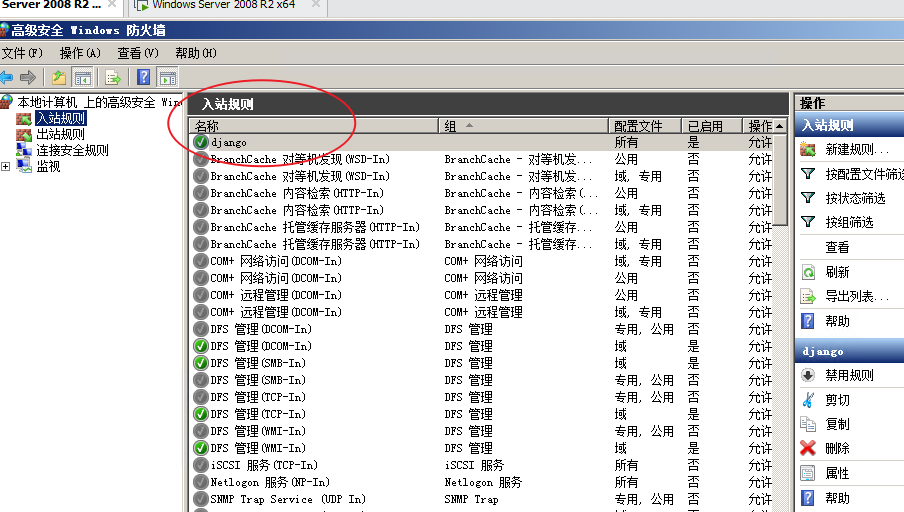 Server 2008 R2 ... Windows Server 2008 R2 x64
高级安全 Windows 防火墙
文件(F) 操作(A) 查看(V) 帮助(H)
本地计算机 上的高级安全 Win
入站规则
出站规则
连接安全规则
监视
入站规则
名称 组 配置文件 已启用 操作
django 所有 是 允许
BranchCache 对等机发现(WSD-In) BranchCache - 对等机发... 公用 否 允许
BranchCache 对等机发现(WSD-In) BranchCache - 对等机发... 域, 专用 否 允许
BranchCache 内容检索(HTTP-In) BranchCache - 内容检索(... 公用 否 允许
BranchCache 内容检索(HTTP-In) BranchCache - 内容检索(... 域, 专用 否 允许
BranchCache 托管缓存服务器(HTTP-In) BranchCache - 托管缓存... 公用 否 允许
BranchCache 托管缓存服务器(HTTP-In) BranchCache - 托管缓存... 域, 专用 否 允许
COM+ 网络访问(DCOM-In) COM+ 网络访问 域, 专用 否 允许
COM+ 网络访问(DCOM-In) COM+ 网络访问 公用 否 允许
COM+ 远程管理(DCOM-In) COM+ 远程管理 公用 否 允许
COM+ 远程管理(DCOM-In) COM+ 远程管理 域, 专用 否 允许
DFS 管理(DCOM-In) DFS 管理 专用, 公用 否 允许
DFS 管理(DCOM-In) DFS 管理 域 是 允许
DFS 管理(SMB-In) DFS 管理 域 是 允许
DFS 管理(SMB-In) DFS 管理 专用, 公用 否 允许
DFS 管理(TCP-In) DFS 管理 专用, 公用 否 允许
DFS 管理(TCP-In) DFS 管理 域 是 允许
DFS 管理(WMI-In) DFS 管理 专用, 公用 否 允许
DFS 管理(WMI-In) DFS 管理 域 是 允许
iSCSI 服务(TCP-In) iSCSI 服务 所有 否 允许
Netlogon 服务(NP-In) Netlogon 服务 所有 否 允许
SNMP Trap Service (UDP In) SNMP Trap 专用, 公用 否 允许
操作
入站规则
新建规则...
按配置文件筛
按状态筛选
按组筛选
查看
刷新
导出列表...
帮助
django
禁用规则
剪切
复制
删除
属性
帮助